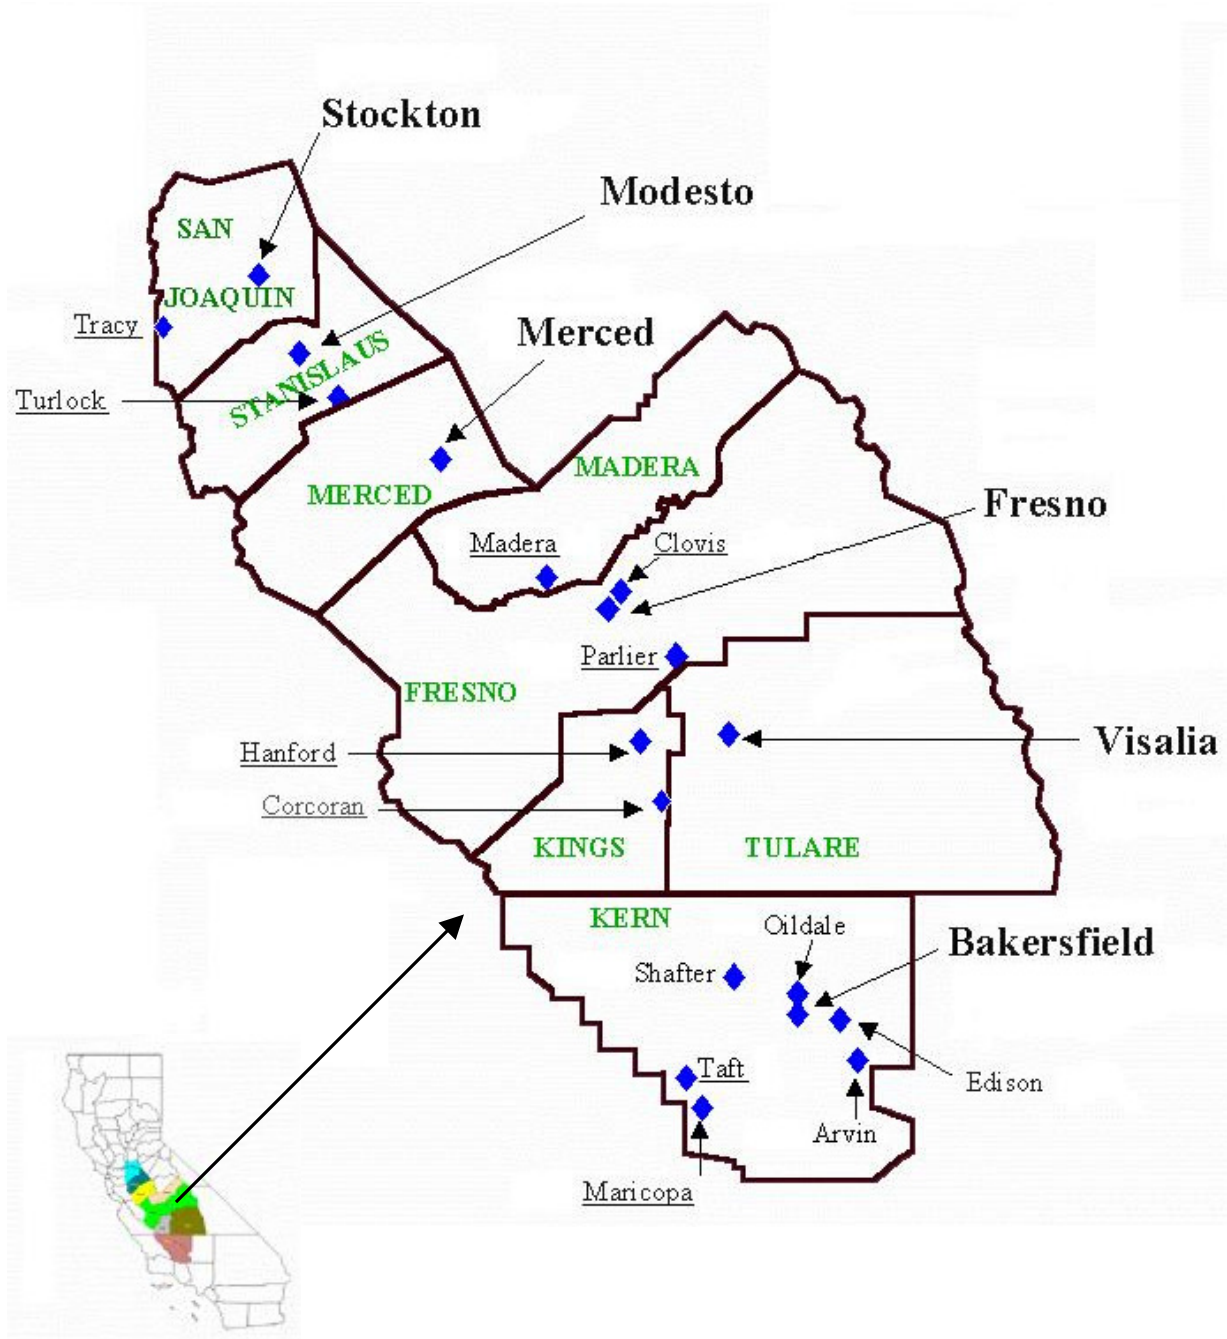 Stockton
Modesto
SAN
JOAQUIN
Tracy
Merced
STANISLAUS
Turlock
MADERA
MERCED
Fresno
Madera
Clovis
Parlier
FRESNO
Hanford
Visalia
Corcoran
KINGS
TULARE
KERN
Oildale
Bakersfield
Shafter
Taft
Edison
Arvin
Maricopa